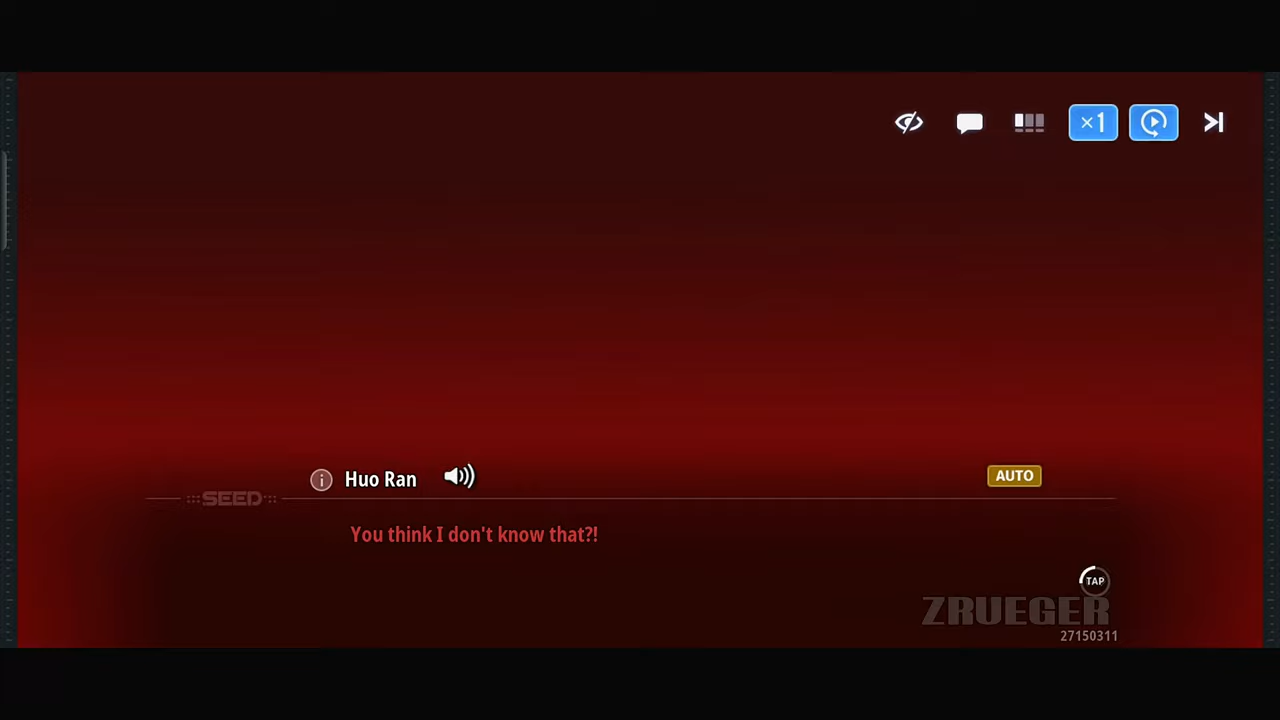 ×1
Huo Ran
AUTO
SEED
You think I don't know that?!
TAP
ZRUEGER
27150311